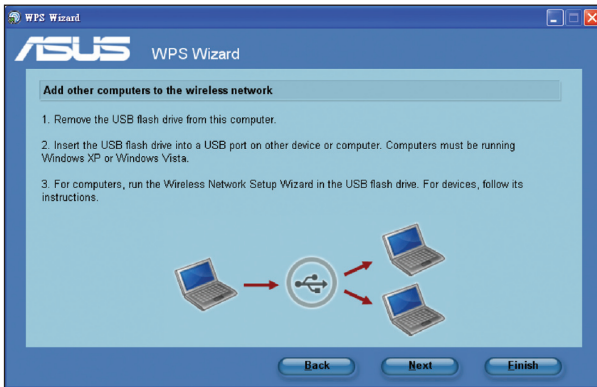 WPS Wizard
ASUS WPS Wizard
Add other computers to the wireless network
1. Remove the USB flash drive from this computer.
2. Insert the USB flash drive into a USB port on other device or computer. Computers must be running
Windows XP or Windows Vista.
3. For computers, run the Wireless Network Setup Wizard in the USB flash drive. For devices, follow its
instructions.
Back Next Finish